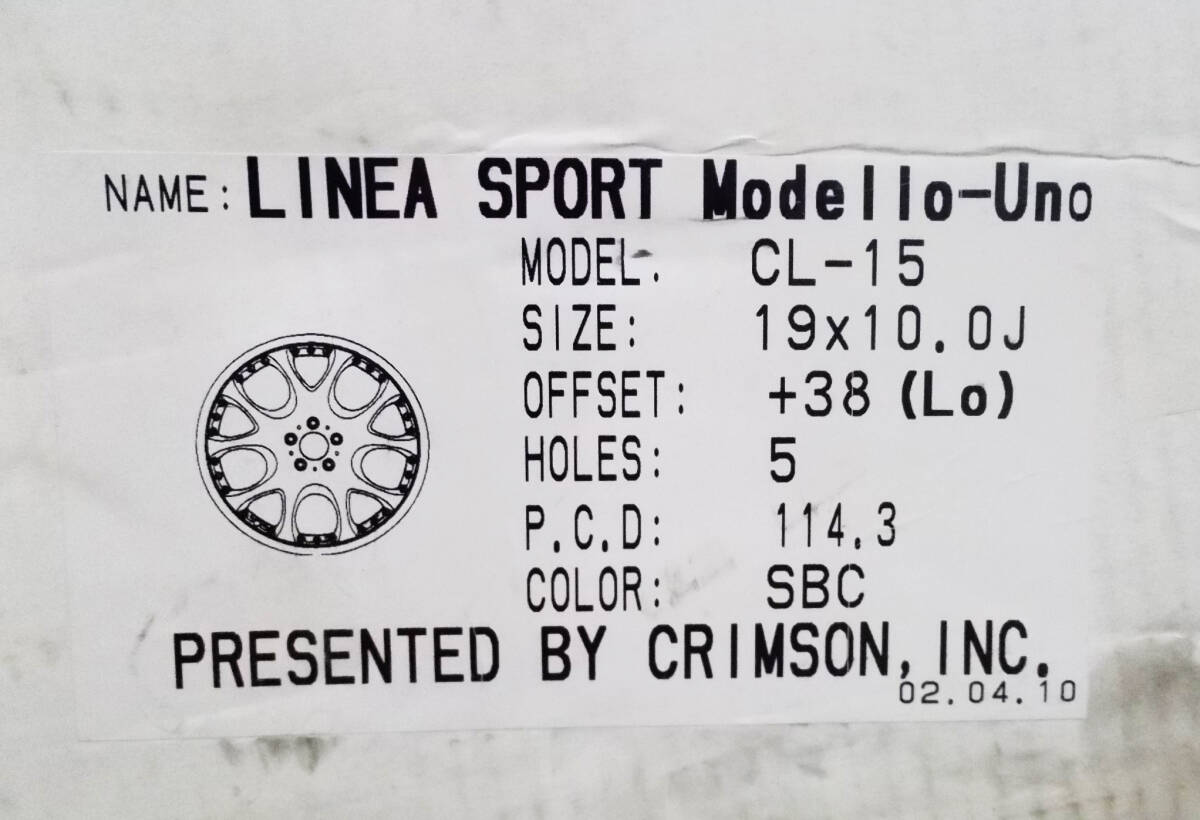 NAME: LINEA SPORT Modello-Uno
MODEL: CL-15
SIZE: 19x10.0J
OFFSET: +38 (Lo)
HOLES: 5
P.C.D: 114.3
COLOR: SBC
PRESENTED BY CRIMSON, INC.
02.04.10